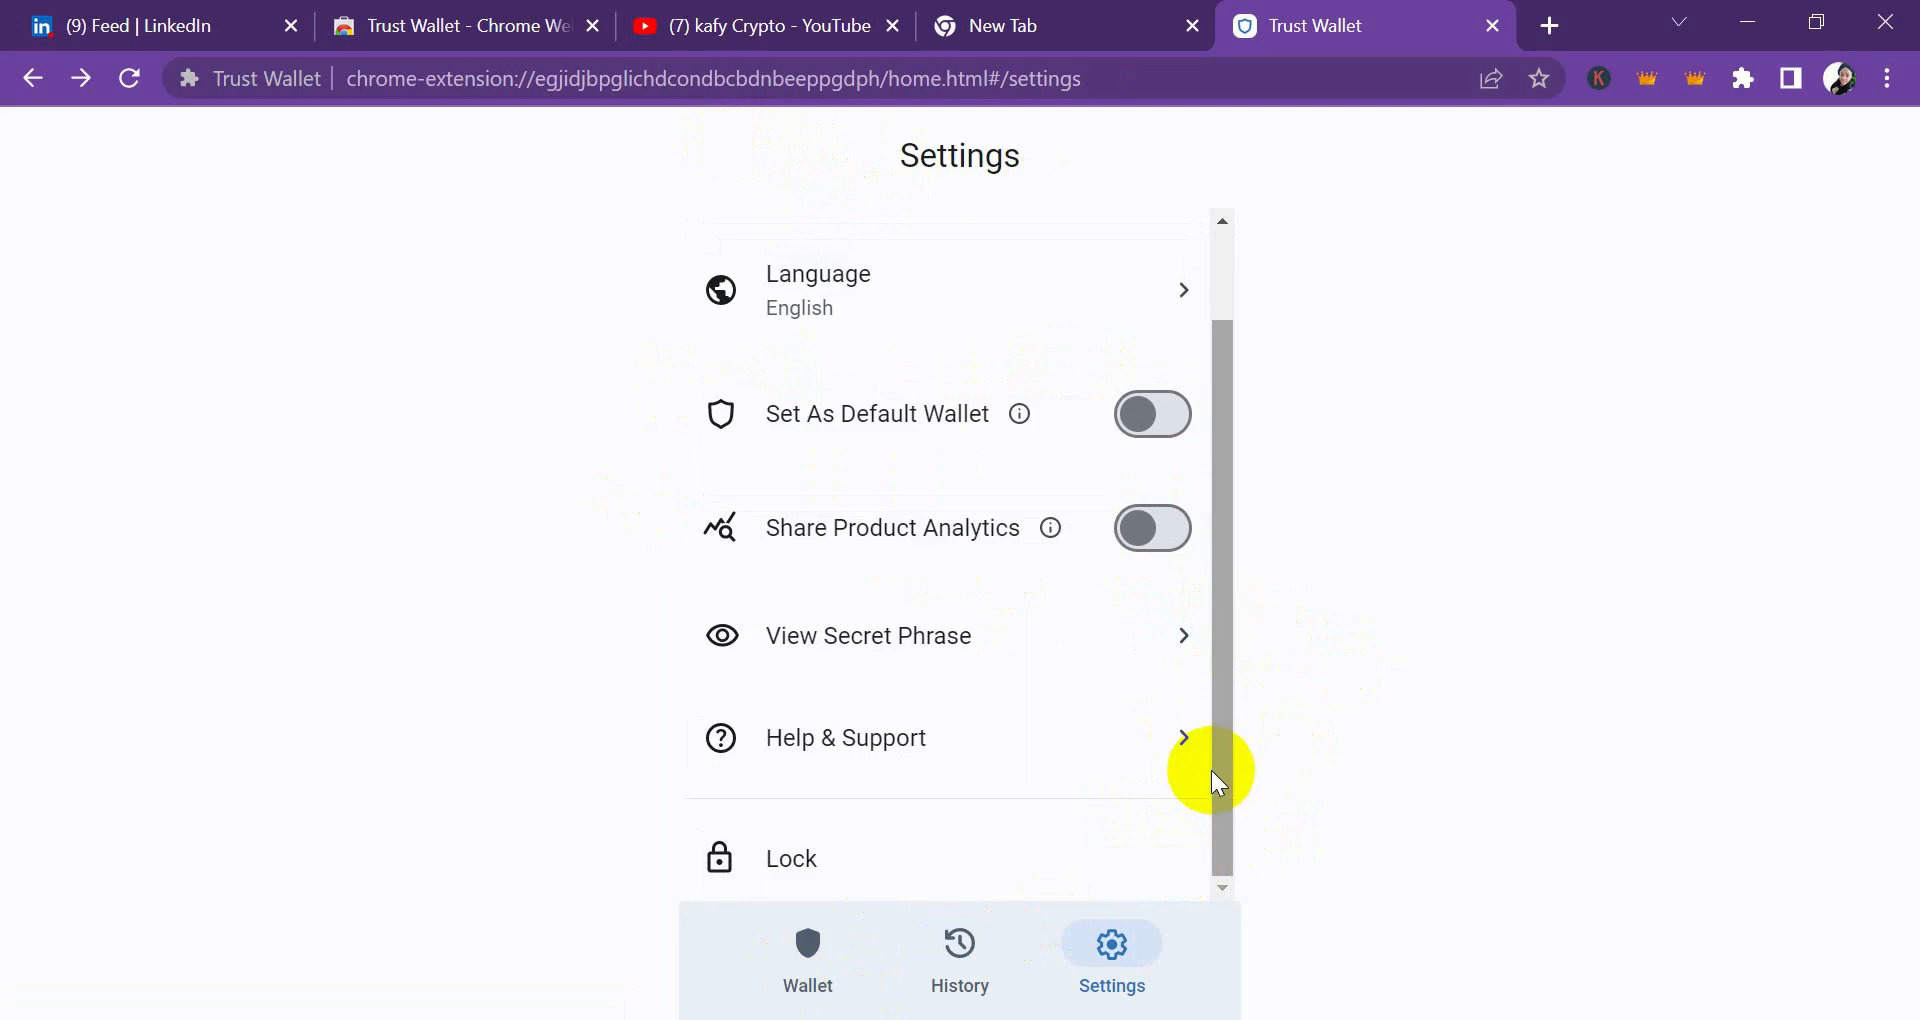 (9) Feed | LinkedIn
Trust Wallet - Chrome We
(7) kafy Crypto - YouTube
New Tab
Trust Wallet
Trust Wallet
chrome-extension://egjidjbpglichdcondbcbdnbeeppgdph/home.html#/settings
K
Settings
Language
English
Set As Default Wallet
Share Product Analytics
View Secret Phrase
Help & Support
Lock
Wallet
History
Settings